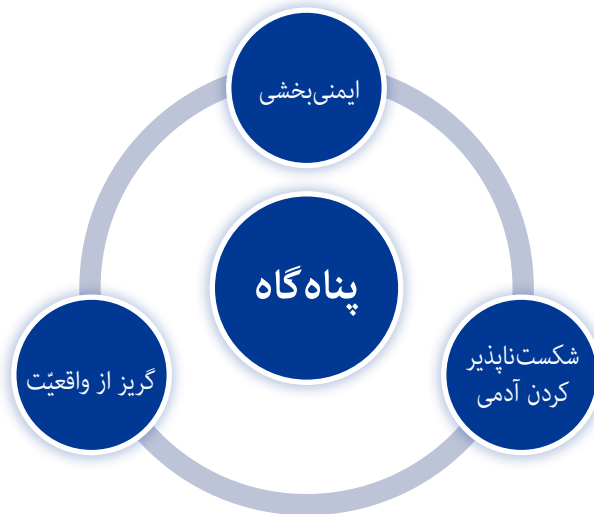 ایمنی‌بخشی
پناه‌گاه
شکست‌ناپذیر
کردن آدمی
گریز از واقعیّت